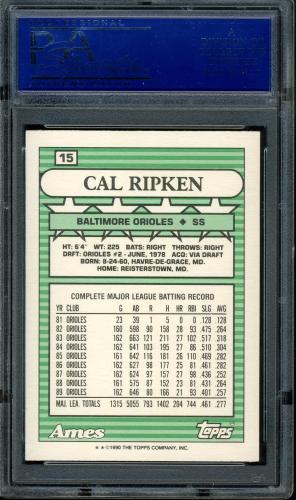 PSA
15
CAL RIPKEN
BALTIMORE ORIOLES ◆ SS
HT: 6'4" WT: 225 BATS: RIGHT THROWS: RIGHT
DRFT: ORIOLES #2 - JUNE, 1978 ACQ: VIA DRAFT
BORN: 8-24-60, HAVRE-DE-GRACE, MD.
HOME: REISTERSTOWN, MD.
COMPLETE MAJOR LEAGUE BATTING RECORD
YR CLUB G AB R H 2B 3B HR RBI SLG AVG
81 ORIOLES 23 39 1 5 0 0 0 0 .128 .128
82 ORIOLES 160 598 90 158 28 93 .475 .264
83 ORIOLES 162 663 121 211 27 102 .517 .318
84 ORIOLES 162 641 103 195 27 86 .510 .304
85 ORIOLES 161 642 116 181 26 110 .469 .282
86 ORIOLES 162 627 98 177 25 81 .461 .282
87 ORIOLES 162 624 97 157 27 98 .436 .252
88 ORIOLES 161 575 87 152 23 81 .431 .264
89 ORIOLES 162 646 80 166 21 93 .401 .257
MAJ. LEA. TOTALS 1315 5055 793 1402 204 744 .461 .277
Ames
TOPPS
★★©1990 THE TOPPS COMPANY, INC.